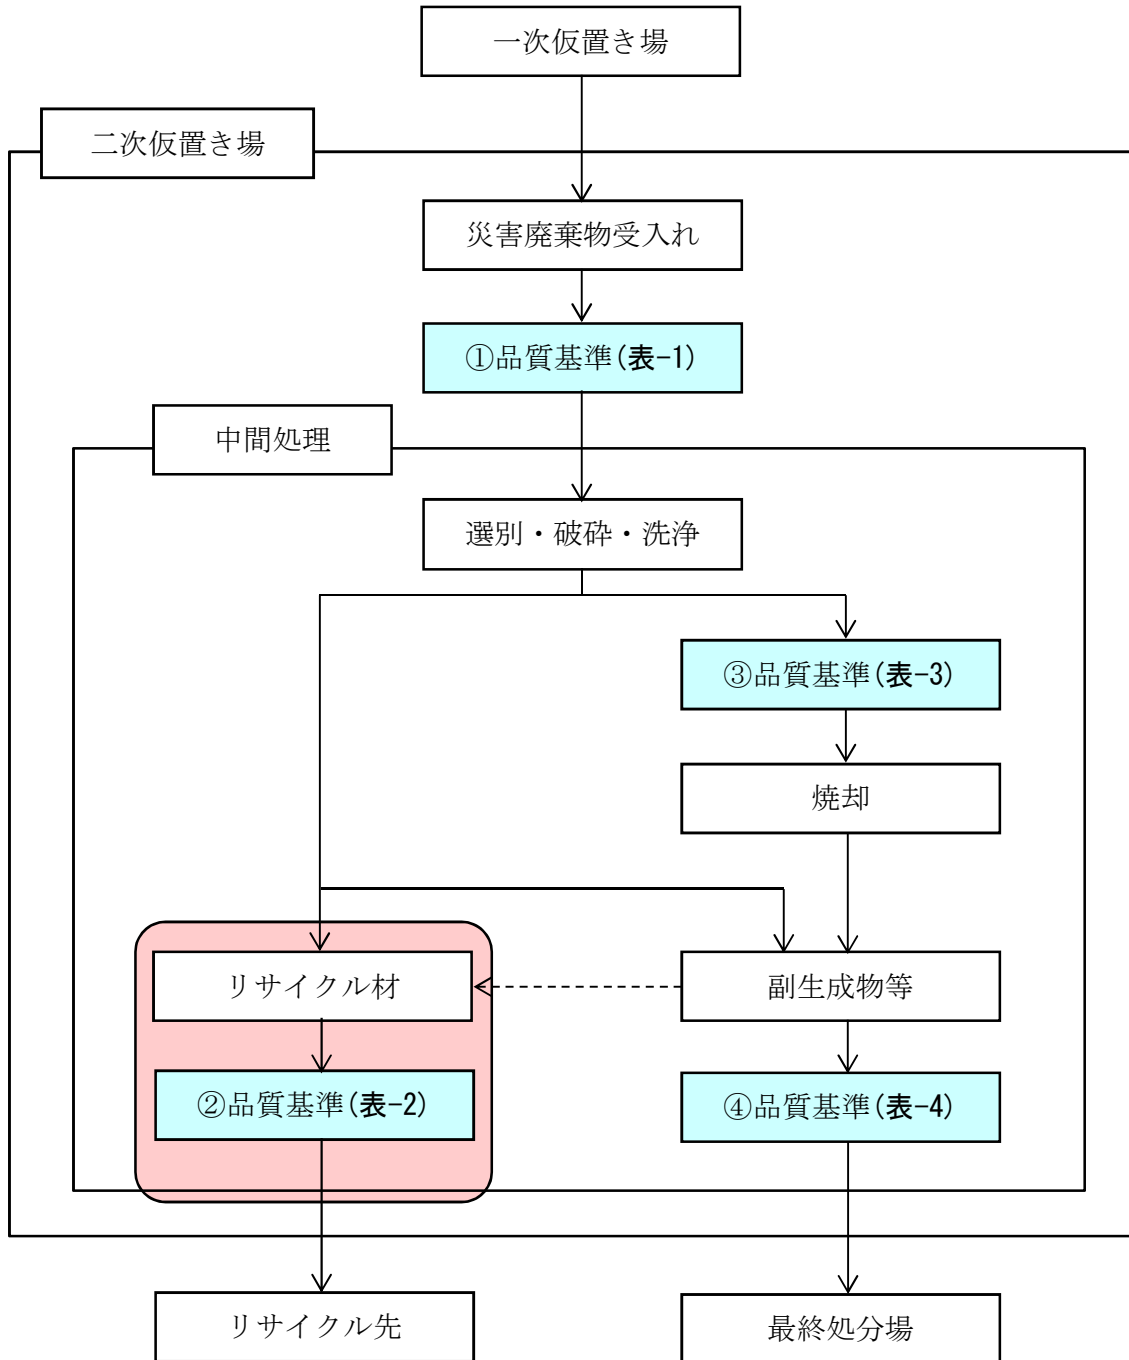 一次仮置き場
二次仮置き場
災害廃棄物受入れ
①品質基準(表-1)
中間処理
選別・破砕・洗浄
③品質基準(表-3)
焼却
リサイクル材
副生成物等
②品質基準(表-2)
④品質基準(表-4)
リサイクル先
最終処分場